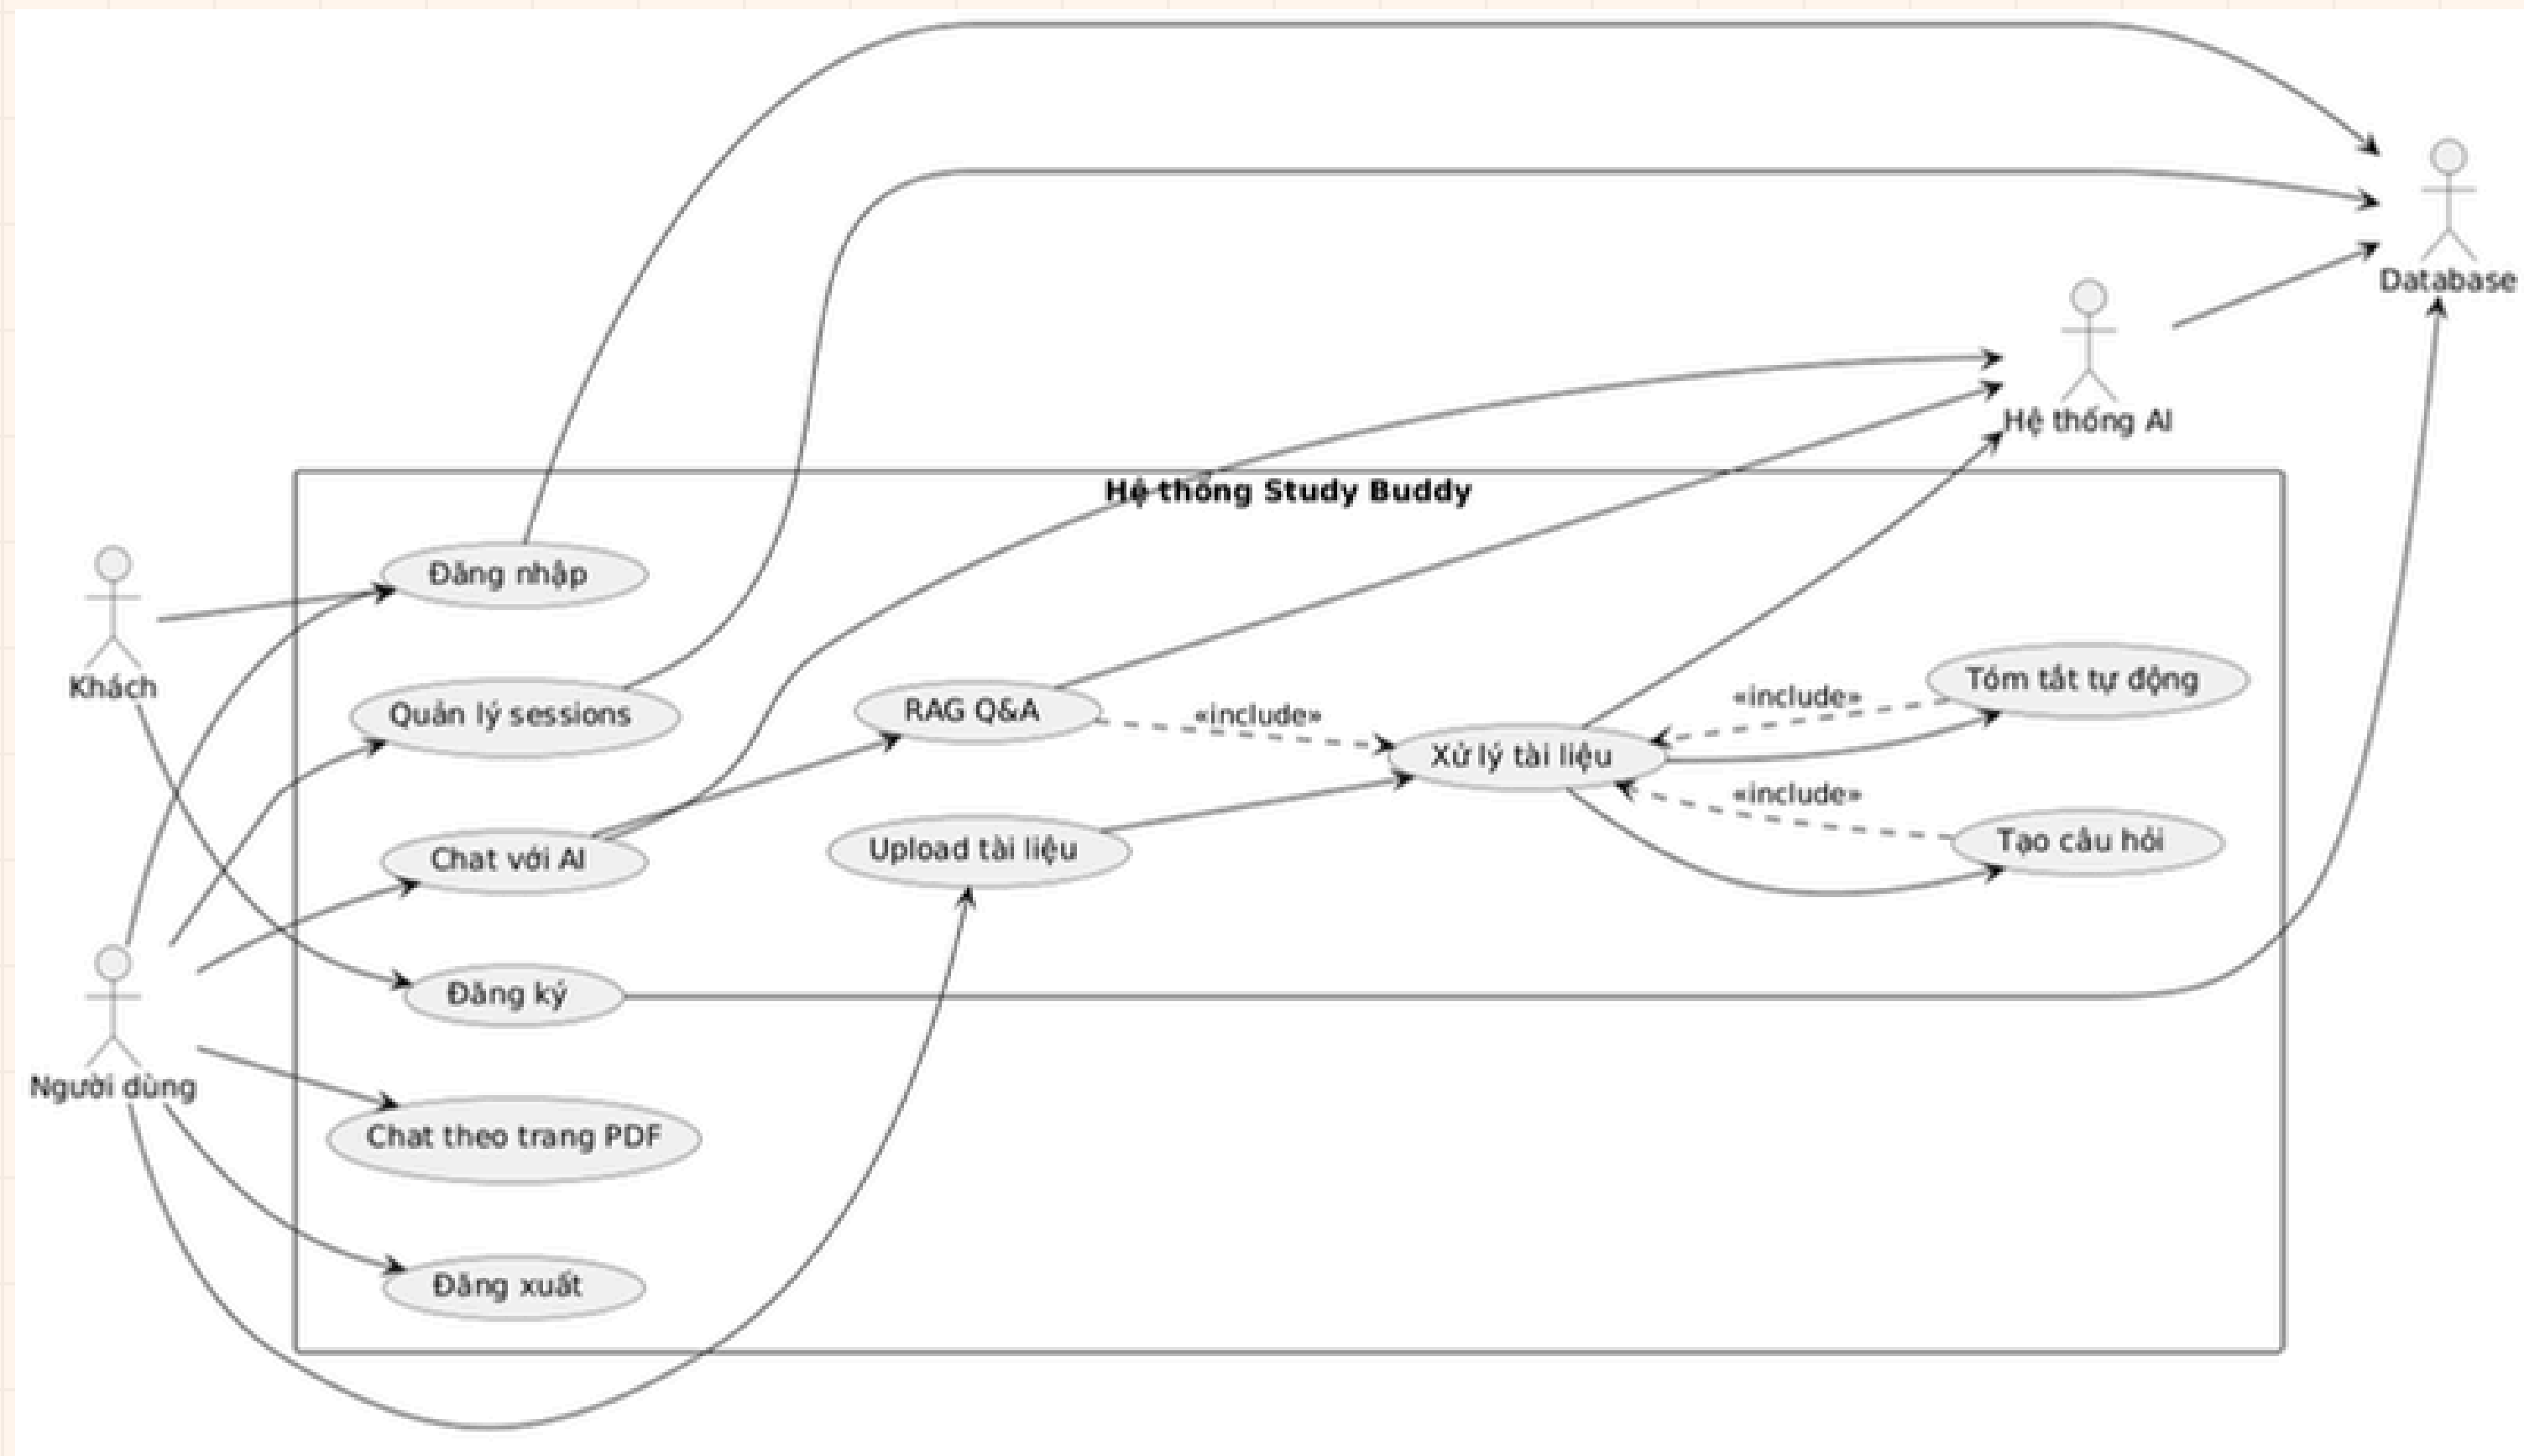 Database
Hệ thống AI
Hệ thống Study Buddy
Đăng nhập
Khách
Quản lý sessions
RAG Q&A
«include»
«include»
Tóm tắt tự động
Xử lý tài liệu
«include»
Chat với AI
Upload tài liệu
Tạo câu hỏi
Đăng ký
Người dùng
Chat theo trang PDF
Đăng xuất